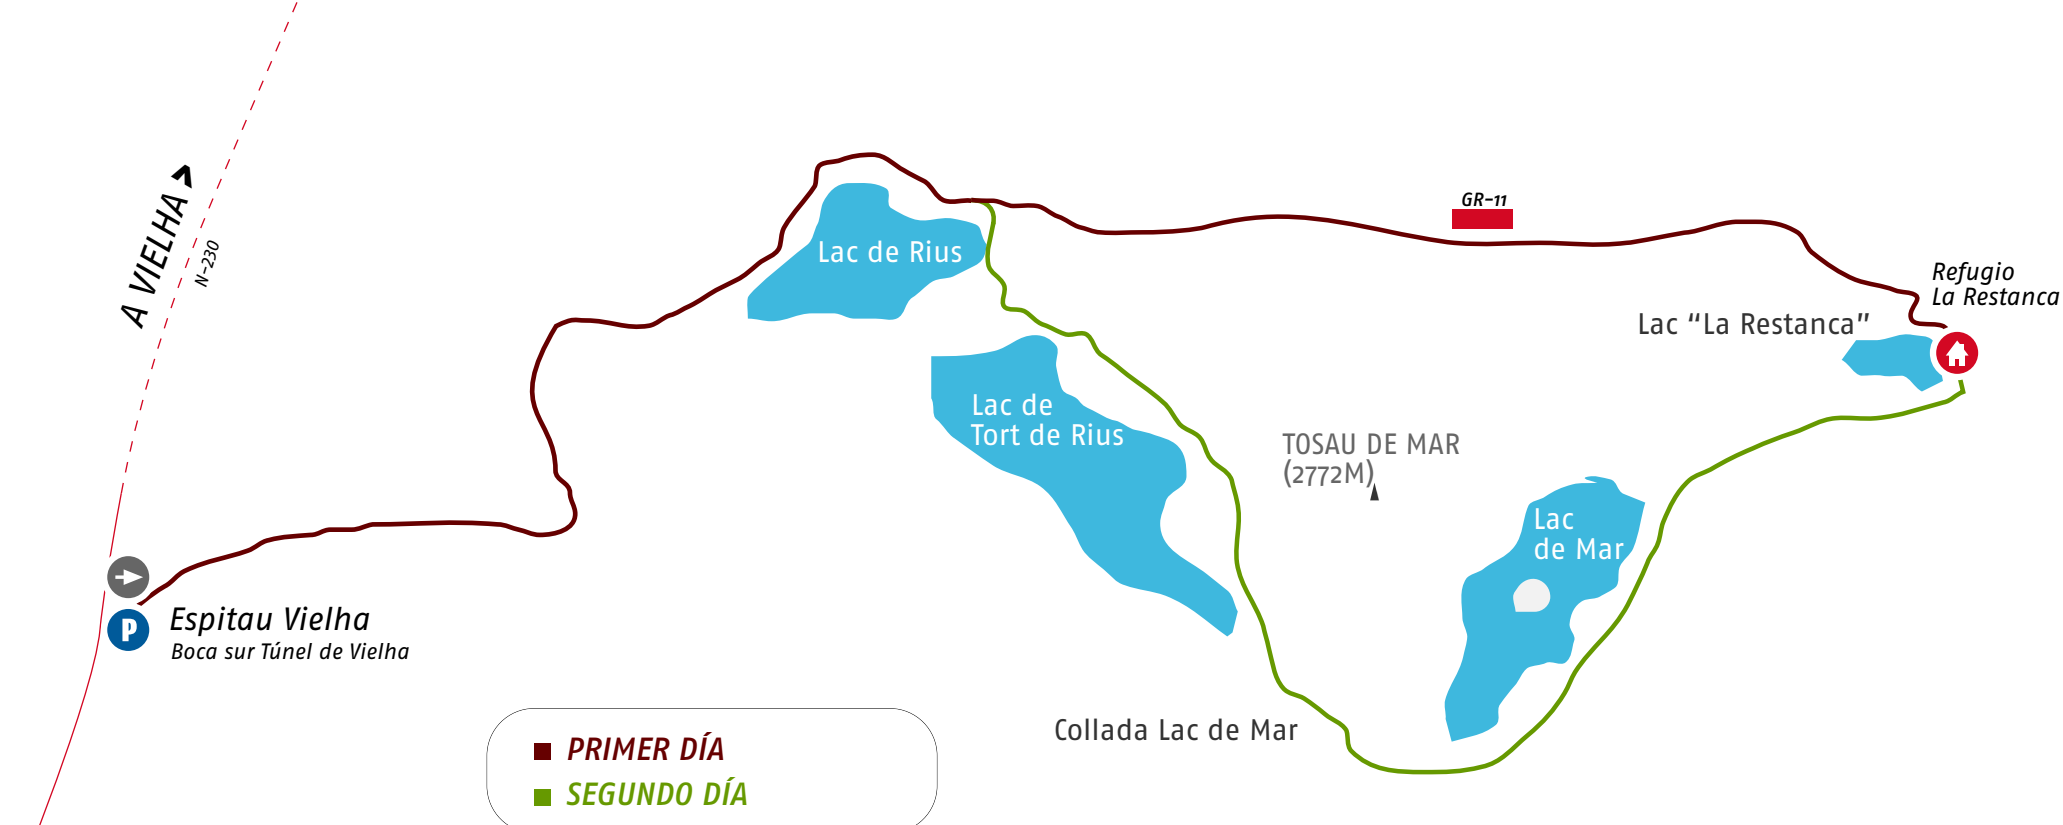 A VIELHA >
N-230
GR-11
Lac de Rius
Refugio
La Restanca
Lac "La Restanca"
Lac de
Tort de Rius
TOSAU DE MAR
(2772M)
Lac
de Mar
P
Espitau Vielha
Boca sur Túnel de Vielha
Collada Lac de Mar
PRIMER DÍA
SEGUNDO DÍA